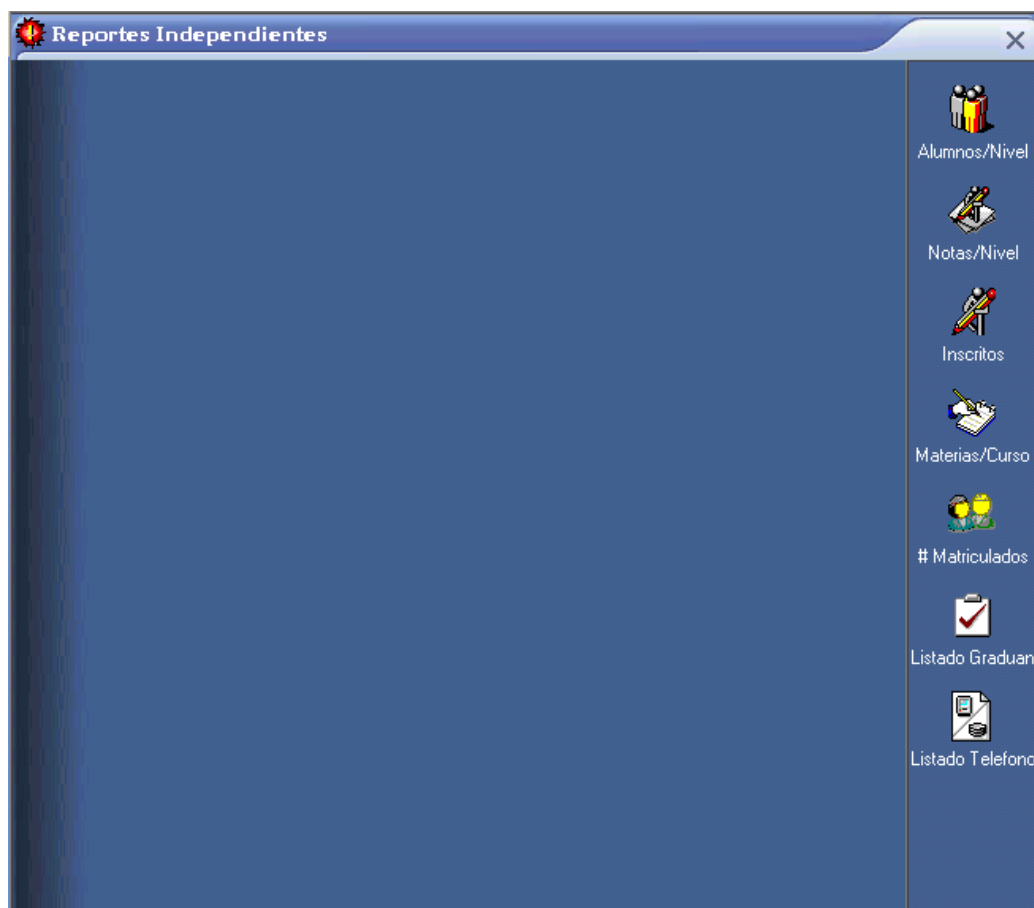 Reportes Independientes
Alumnos/Nivel
Notas/Nivel
Inscritos
Materias/Curso
# Matriculados
Listado Graduan
Listado Telefono